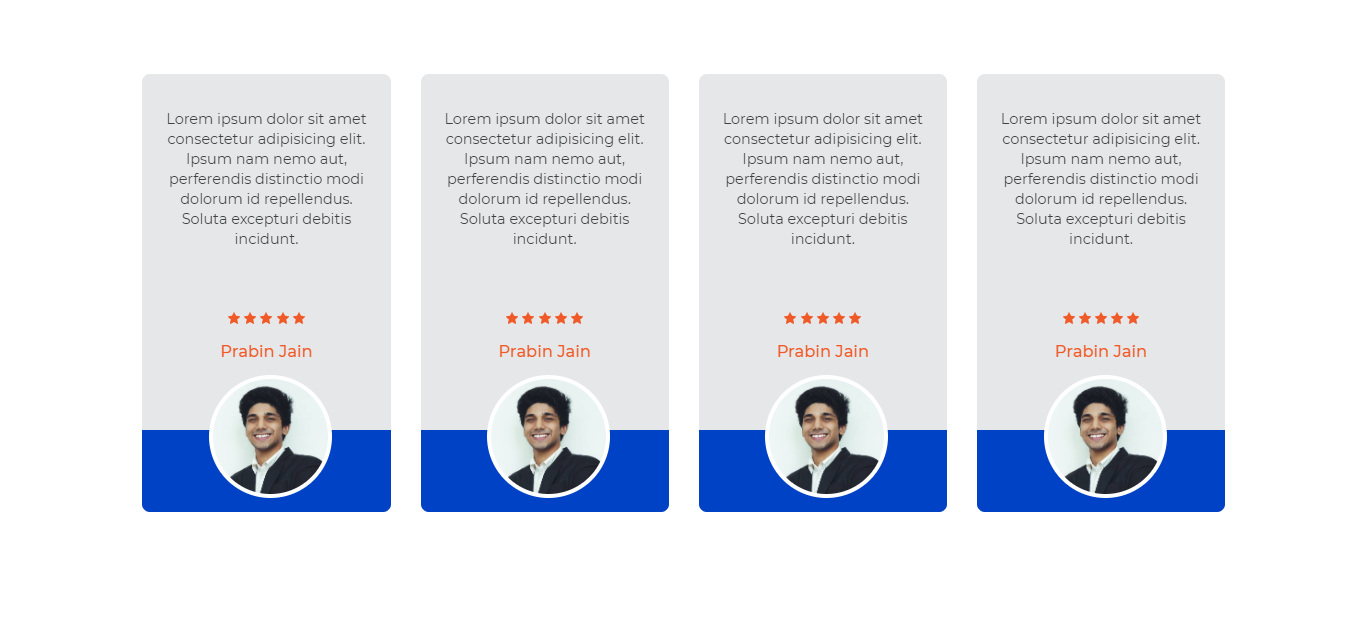 Lorem ipsum dolor sit amet
consectetur adipisicing elit.
Ipsum nam nemo aut,
perferendis distinctio modi
dolorum id repellendus.
Soluta excepturi debitis
incidunt.
Prabin Jain
Lorem ipsum dolor sit amet
consectetur adipisicing elit.
Ipsum nam nemo aut,
perferendis distinctio modi
dolorum id repellendus.
Soluta excepturi debitis
incidunt.
Prabin Jain
Lorem ipsum dolor sit amet
consectetur adipisicing elit.
Ipsum nam nemo aut,
perferendis distinctio modi
dolorum id repellendus.
Soluta excepturi debitis
incidunt.
Prabin Jain
Lorem ipsum dolor sit amet
consectetur adipisicing elit.
Ipsum nam nemo aut,
perferendis distinctio modi
dolorum id repellendus.
Soluta excepturi debitis
incidunt.
Prabin Jain